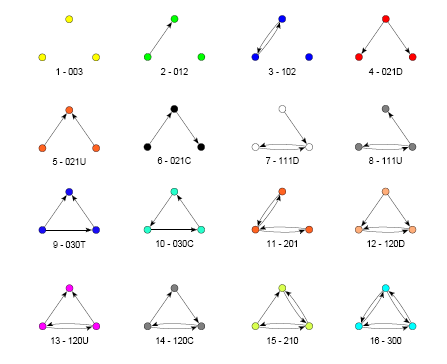 1 - 003
2 - 012
3 - 102
4 - 021D
5 - 021U
6 - 021C
7 - 111D
8 - 111U
9 - 030T
10 - 030C
11 - 201
12 - 120D
13 - 120U
14 - 120C
15 - 210
16 - 300